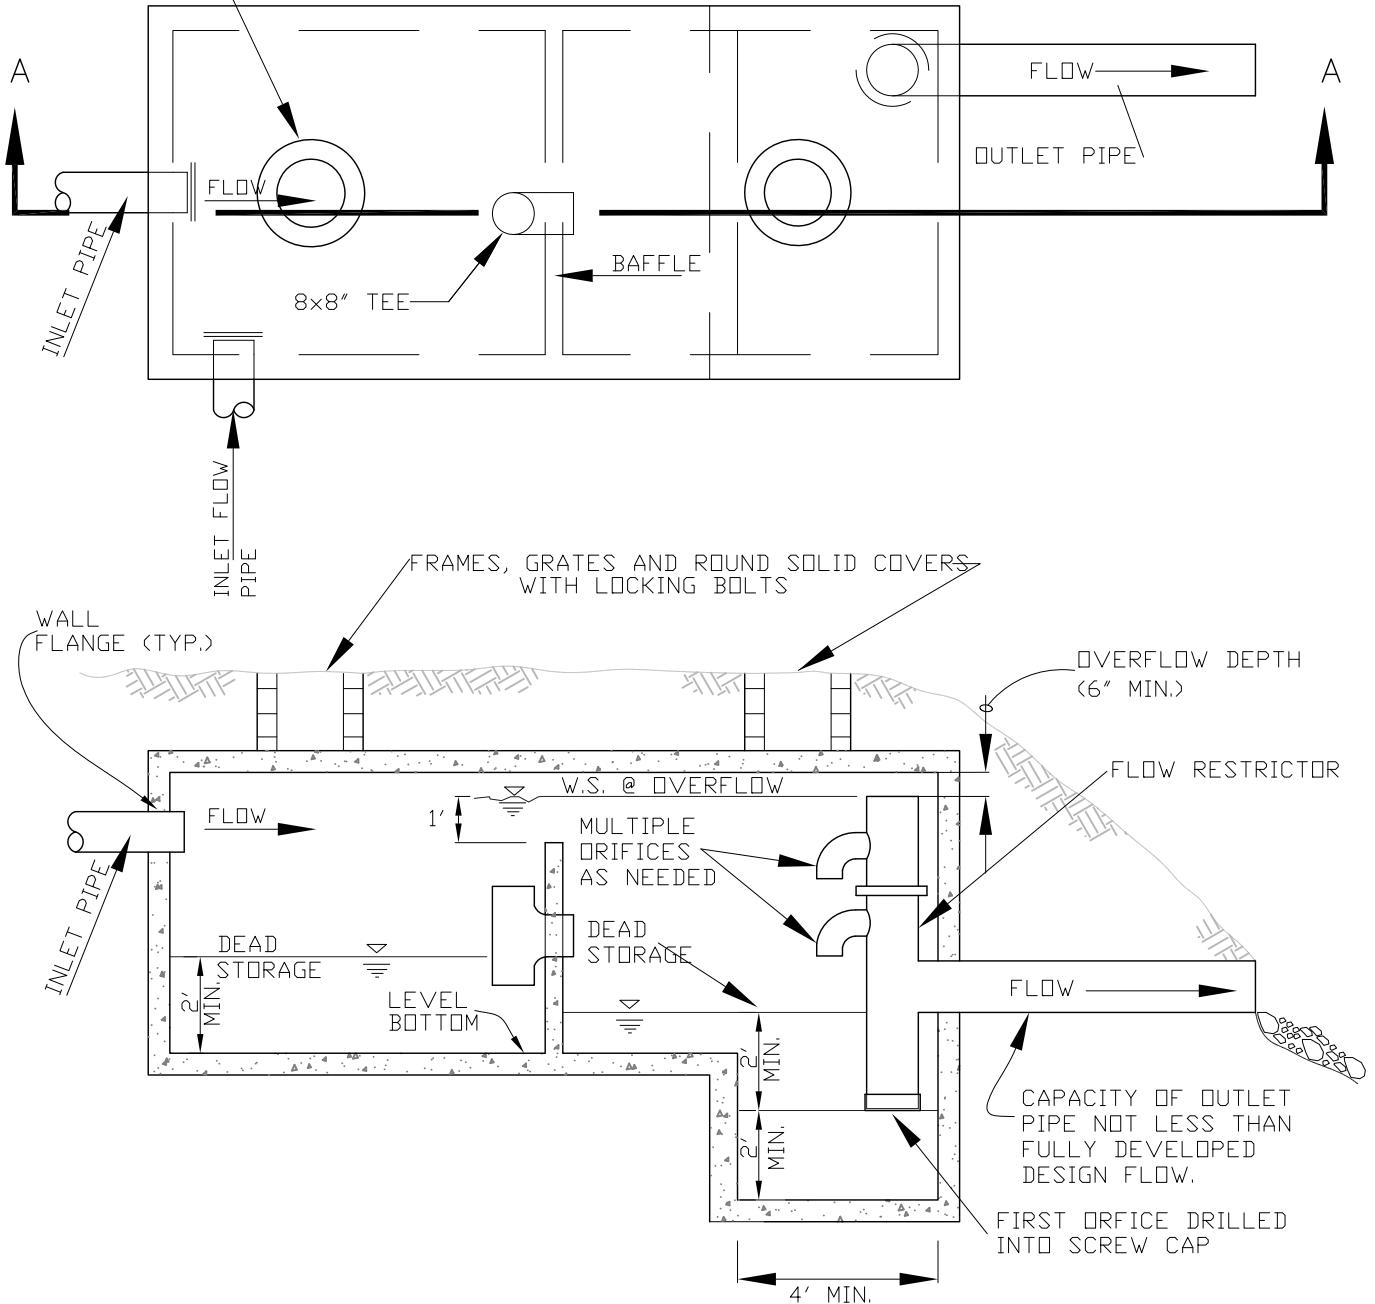 A
A
FLOW
OUTLET PIPE
FLOW
INLET PIPE
BAFFLE
8x8" TEE
INLET FLOW
PIPE
FRAMES, GRATES AND ROUND SOLID COVERS
WITH LOCKING BOLTS
WALL
FLANGE (TYP.)
OVERFLOW DEPTH
(6" MIN.)
FLOW RESTRICTOR
W.S. @ OVERFLOW
FLOW
1'
MULTIPLE
ORIFICES
AS NEEDED
INLET PIPE
DEAD
STORAGE
DEAD
STORAGE
2'
MIN.
LEVEL
BOTTOM
FLOW
2'
MIN.
2'
MIN.
CAPACITY OF OUTLET
PIPE NOT LESS THAN
FULLY DEVELOPED
DESIGN FLOW.
FIRST ORFICE DRILLED
INTO SCREW CAP
4' MIN.